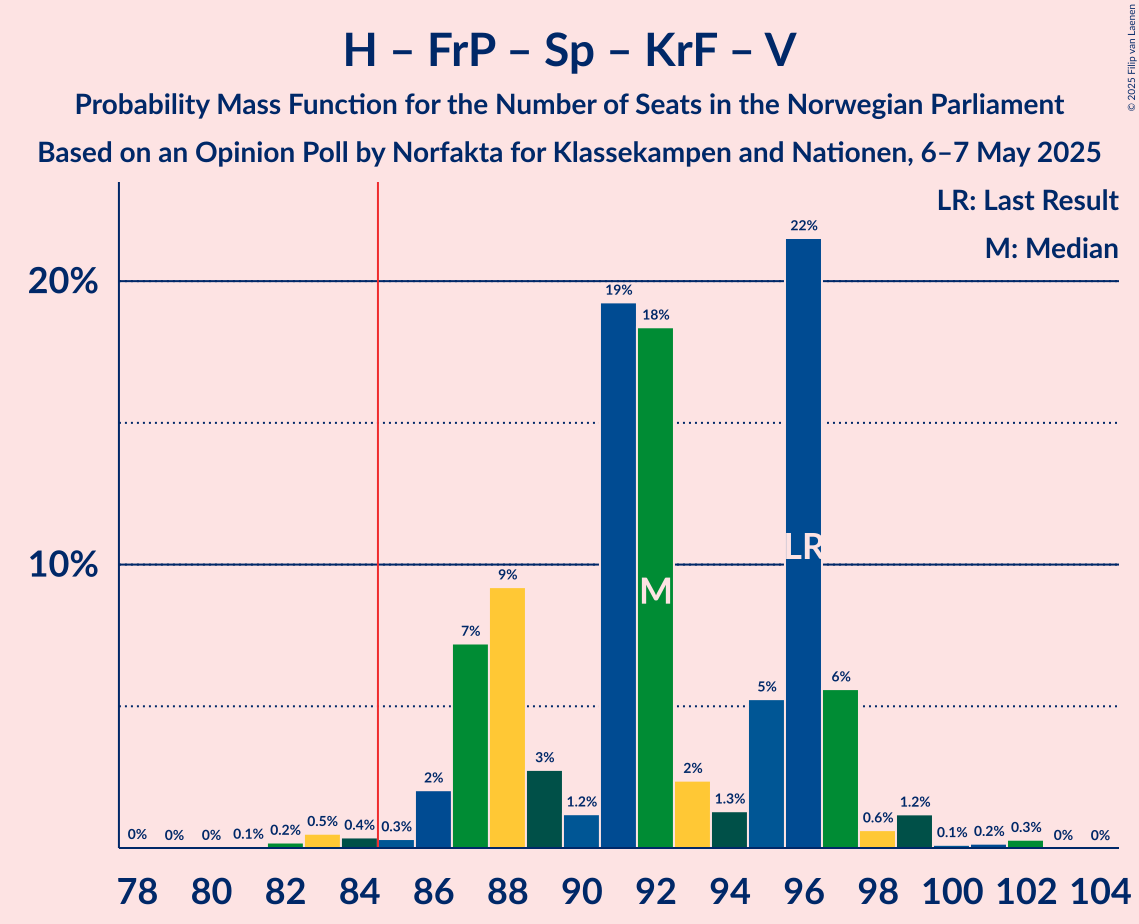 H – FrP – Sp – KrF – V
Probability Mass Function for the Number of Seats in the Norwegian Parliament
Based on an Opinion Poll by Norfakta for Klassekampen and Nationen, 6–7 May 2025
© 2025 Filip van Laenen
LR: Last Result
M: Median
20%
10%
0% 0% 0% 0.1% 0.2% 0.5% 0.4% 0.3% 2% 7% 9% 3% 1.2% 19% 18% 2% 1.3% 5% 22% 6% 0.6% 1.2% 0.1% 0.2% 0.3% 0% 0%
LR
M
78 80 82 84 86 88 90 92 94 96 98 100 102 104